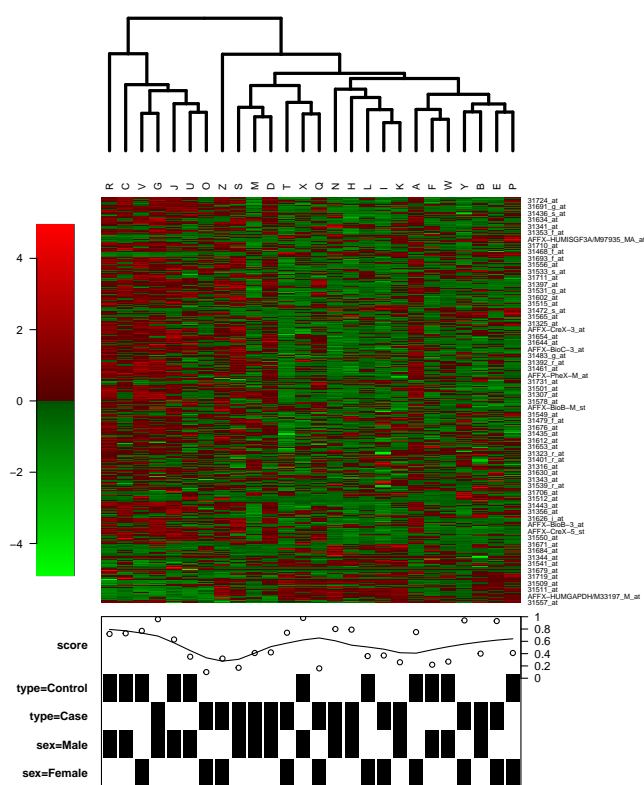 R C V G J U O Z S M D T X Q N H L I K A F W Y B E P
31724_at
31691_g_at
31436_s_at
31634_at
31341_at
31353_f_at
AFFX−HUMISGF3A/M97935_MA_at
31710_at
31468_f_at
31693_f_at
31556_at
31533_s_at
31711_at
31397_at
31531_g_at
31602_at
31515_at
31472_s_at
31565_at
31325_at
AFFX−CreX−3_at
31654_at
31644_at
AFFX−BioC−3_at
31483_g_at
31392_r_at
31461_at
AFFX−PheX−M_at
31731_at
31501_at
31307_at
31578_at
AFFX−BioB−M_st
31549_at
31479_f_at
31676_at
31435_at
31612_at
31653_at
31323_r_at
31401_r_at
31316_at
31630_at
31343_at
31539_r_at
31706_at
31512_at
31443_at
31356_at
31626_i_at
AFFX−BioB−3_at
AFFX−CreX−5_st
31550_at
31671_at
31684_at
31344_at
31541_at
31679_at
31719_at
31509_at
31511_at
AFFX−HUMGAPDH/M33197_M_at
31557_at
4
2
0
−2
−4
score
1
0.8
0.6
0.4
0.2
0
type=Control
type=Case
sex=Male
sex=Female